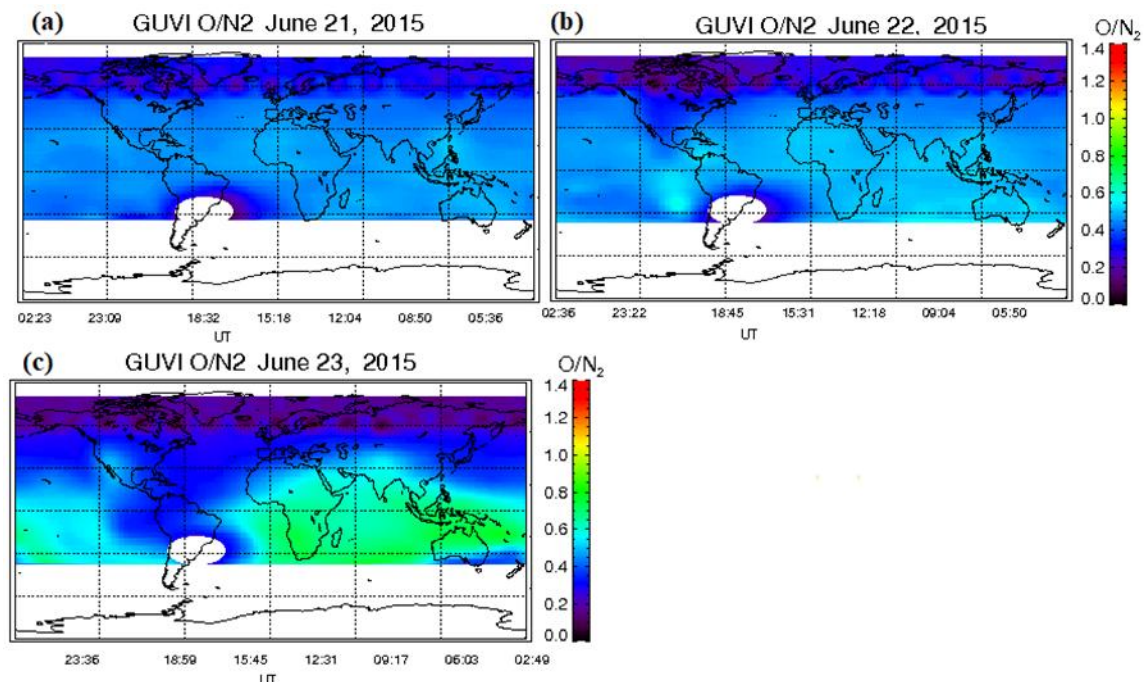 (a)
GUVI O/N2 June 21, 2015
02:23 23:09 18:32 15:18 12:04 08:50 05:36
UT
(b)
GUVI O/N2 June 22, 2015
O/N2
1.4
1.2
1.0
0.8
0.6
0.4
0.2
0.0
02:36 23:22 18:45 15:31 12:18 09:04 05:50
UT
(c)
GUVI O/N2 June 23, 2015
O/N2
1.4
1.2
1.0
0.8
0.6
0.4
0.2
0.0
23:36 18:59 15:45 12:31 09:17 06:03 02:49
UT